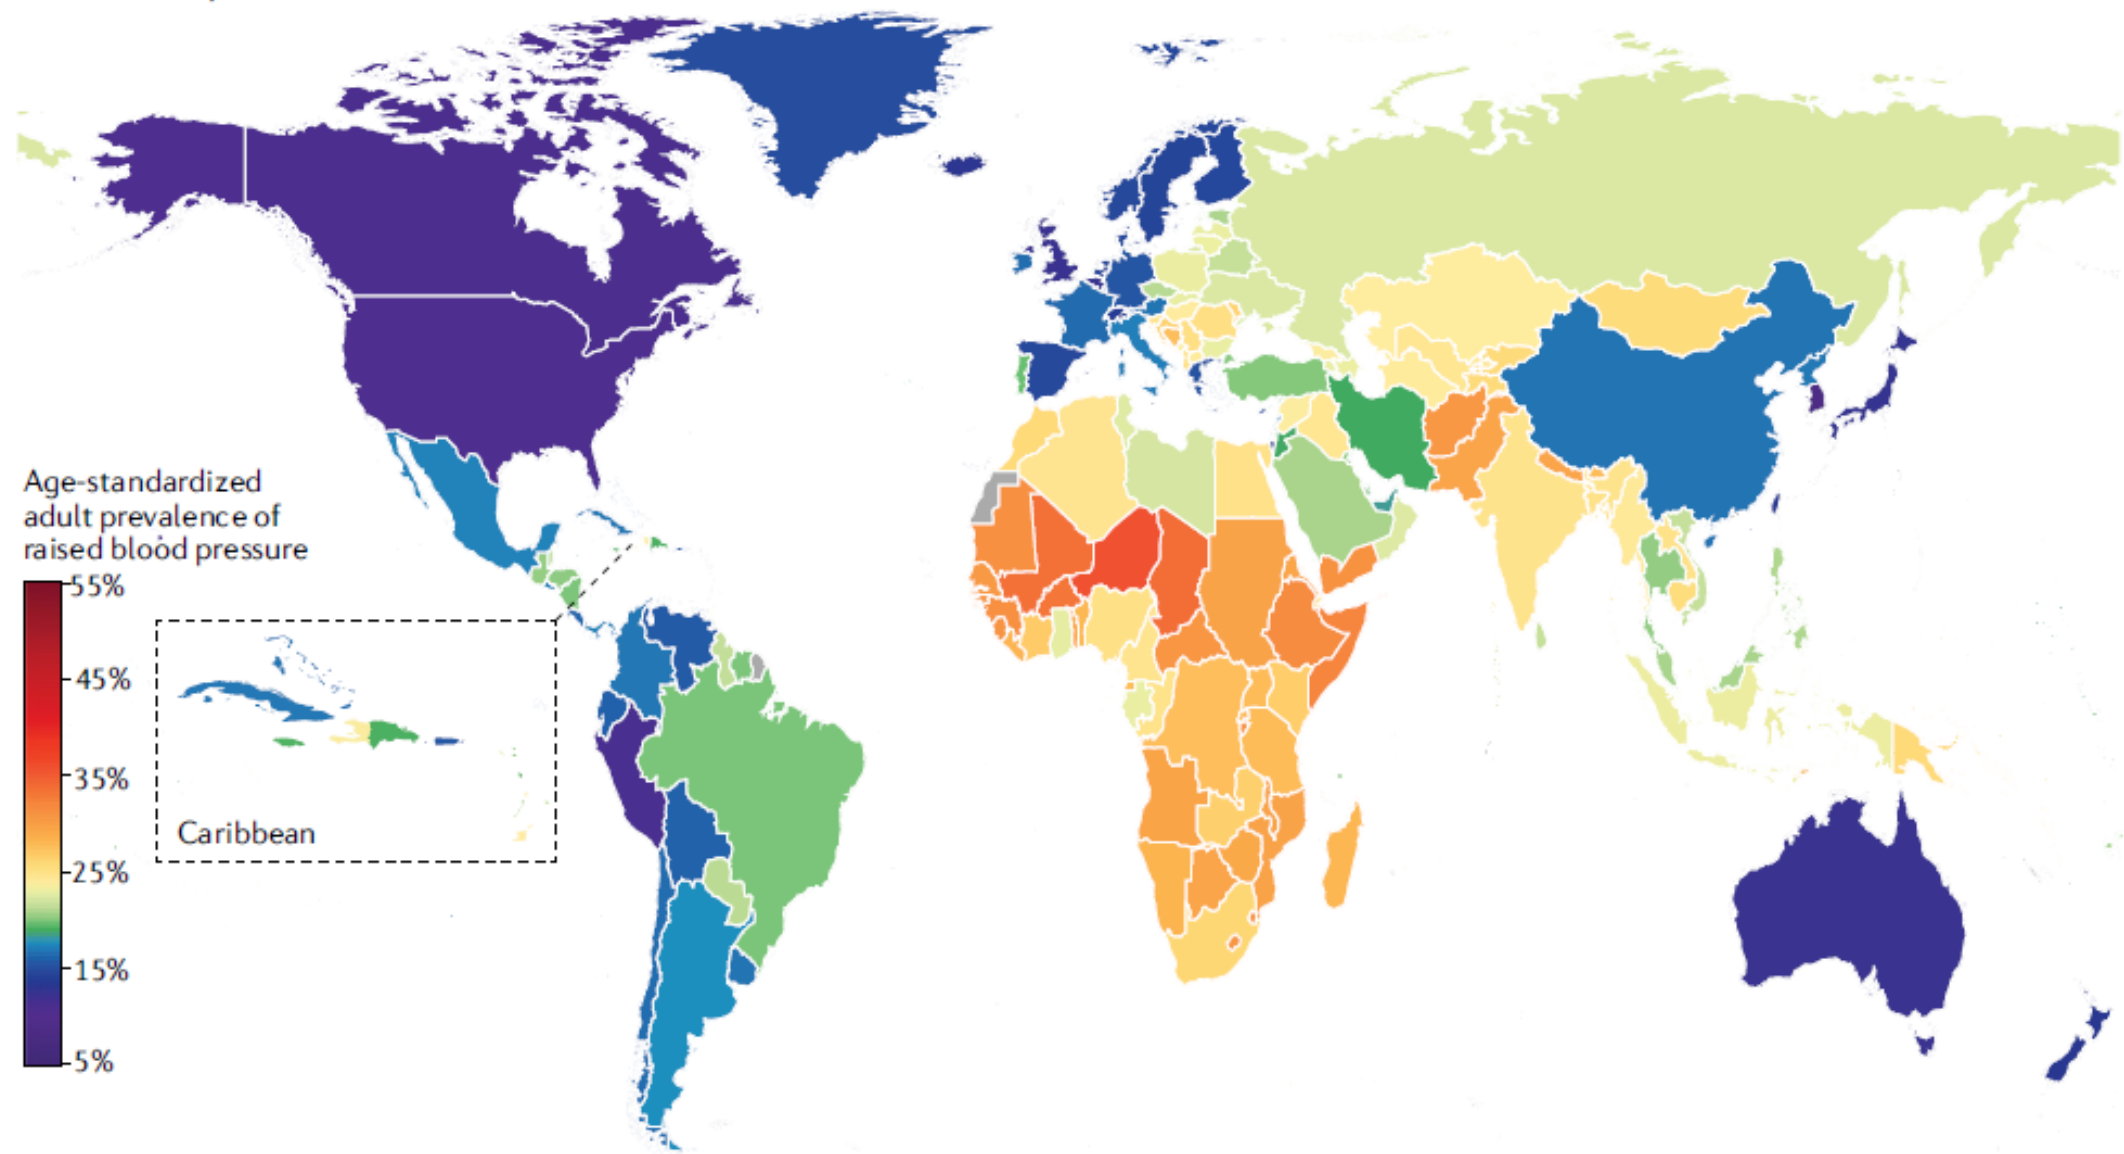 Age-standardized
adult prevalence of
raised blood pressure
55%
45%
35%
25%
15%
5%
Caribbean